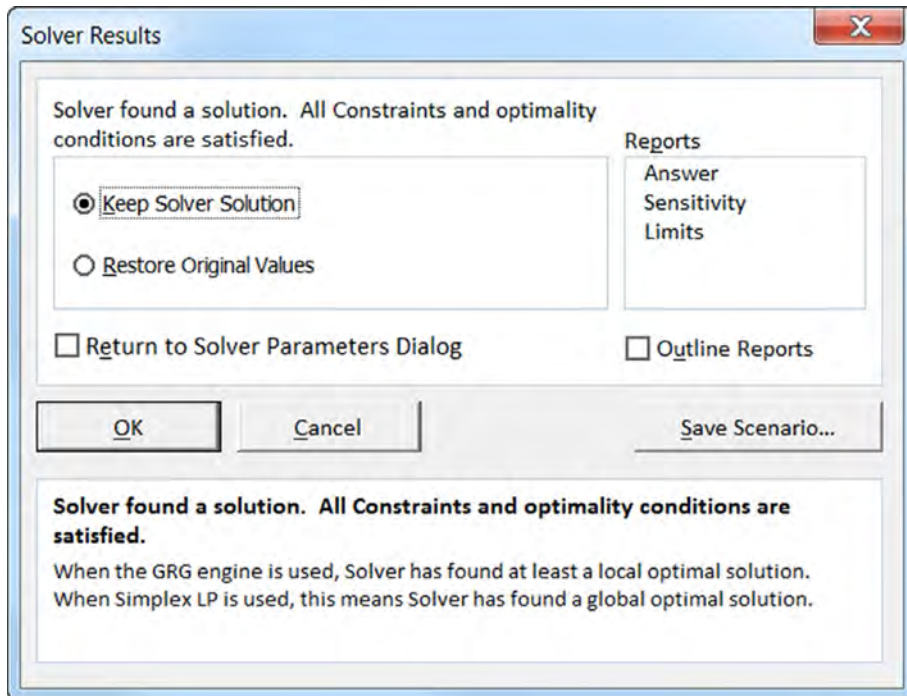 Solver Results
X
Solver found a solution. All Constraints and optimality
conditions are satisfied.
Keep Solver Solution
Restore Original Values
Reports
Answer
Sensitivity
Limits
Return to Solver Parameters Dialog
Outline Reports
OK
Cancel
Save Scenario...
Solver found a solution. All Constraints and optimality conditions are
satisfied.
When the GRG engine is used, Solver has found at least a local optimal solution.
When Simplex LP is used, this means Solver has found a global optimal solution.